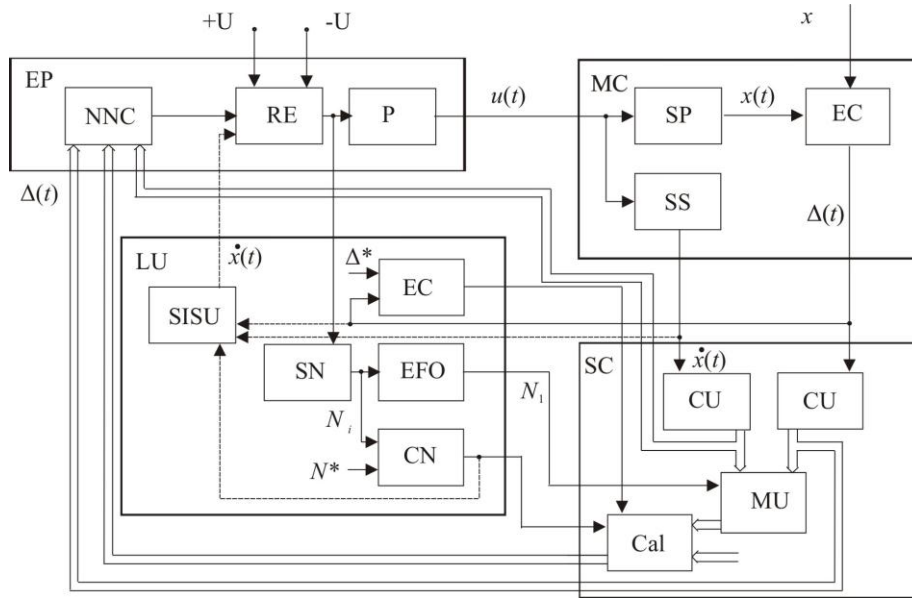 +U -U x
EP MC
NNC RE P u(t) SP x(t) EC
Δ(t) SS Δ(t)
LU ẋ(t) Δ*
EC
SISU
SN EFO SC ẋ(t)
CU CU
N₁
Nᵢ
N* CN
MU
Cal